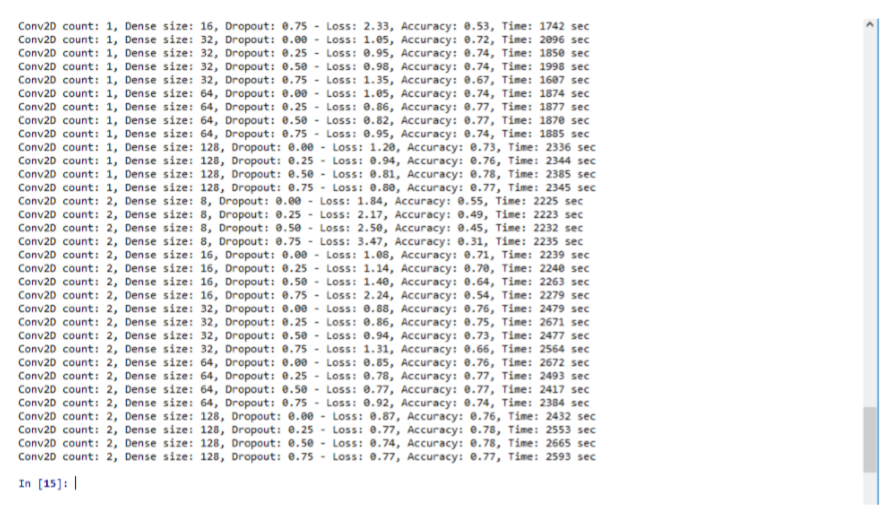 Conv2D count: 1, Dense size: 16, Dropout: 0.75 - Loss: 2.33, Accuracy: 0.53, Time: 1742 sec
Conv2D count: 1, Dense size: 32, Dropout: 0.00 - Loss: 1.05, Accuracy: 0.72, Time: 2096 sec
Conv2D count: 1, Dense size: 32, Dropout: 0.25 - Loss: 0.95, Accuracy: 0.74, Time: 1850 sec
Conv2D count: 1, Dense size: 32, Dropout: 0.50 - Loss: 0.98, Accuracy: 0.74, Time: 1998 sec
Conv2D count: 1, Dense size: 32, Dropout: 0.75 - Loss: 1.35, Accuracy: 0.67, Time: 1607 sec
Conv2D count: 1, Dense size: 64, Dropout: 0.00 - Loss: 1.05, Accuracy: 0.74, Time: 1874 sec
Conv2D count: 1, Dense size: 64, Dropout: 0.25 - Loss: 0.86, Accuracy: 0.77, Time: 1877 sec
Conv2D count: 1, Dense size: 64, Dropout: 0.50 - Loss: 0.82, Accuracy: 0.77, Time: 1870 sec
Conv2D count: 1, Dense size: 64, Dropout: 0.75 - Loss: 0.95, Accuracy: 0.74, Time: 1885 sec
Conv2D count: 1, Dense size: 128, Dropout: 0.00 - Loss: 1.20, Accuracy: 0.73, Time: 2336 sec
Conv2D count: 1, Dense size: 128, Dropout: 0.25 - Loss: 0.94, Accuracy: 0.76, Time: 2344 sec
Conv2D count: 1, Dense size: 128, Dropout: 0.50 - Loss: 0.81, Accuracy: 0.78, Time: 2385 sec
Conv2D count: 1, Dense size: 128, Dropout: 0.75 - Loss: 0.80, Accuracy: 0.77, Time: 2345 sec
Conv2D count: 2, Dense size: 8, Dropout: 0.00 - Loss: 1.84, Accuracy: 0.55, Time: 2225 sec
Conv2D count: 2, Dense size: 8, Dropout: 0.25 - Loss: 2.17, Accuracy: 0.49, Time: 2223 sec
Conv2D count: 2, Dense size: 8, Dropout: 0.50 - Loss: 2.50, Accuracy: 0.45, Time: 2232 sec
Conv2D count: 2, Dense size: 8, Dropout: 0.75 - Loss: 3.47, Accuracy: 0.31, Time: 2235 sec
Conv2D count: 2, Dense size: 16, Dropout: 0.00 - Loss: 1.08, Accuracy: 0.71, Time: 2239 sec
Conv2D count: 2, Dense size: 16, Dropout: 0.25 - Loss: 1.14, Accuracy: 0.70, Time: 2240 sec
Conv2D count: 2, Dense size: 16, Dropout: 0.50 - Loss: 1.40, Accuracy: 0.64, Time: 2263 sec
Conv2D count: 2, Dense size: 16, Dropout: 0.75 - Loss: 2.24, Accuracy: 0.54, Time: 2279 sec
Conv2D count: 2, Dense size: 32, Dropout: 0.00 - Loss: 0.88, Accuracy: 0.76, Time: 2479 sec
Conv2D count: 2, Dense size: 32, Dropout: 0.25 - Loss: 0.86, Accuracy: 0.75, Time: 2671 sec
Conv2D count: 2, Dense size: 32, Dropout: 0.50 - Loss: 0.94, Accuracy: 0.73, Time: 2477 sec
Conv2D count: 2, Dense size: 32, Dropout: 0.75 - Loss: 1.31, Accuracy: 0.66, Time: 2564 sec
Conv2D count: 2, Dense size: 64, Dropout: 0.00 - Loss: 0.85, Accuracy: 0.76, Time: 2672 sec
Conv2D count: 2, Dense size: 64, Dropout: 0.25 - Loss: 0.78, Accuracy: 0.77, Time: 2493 sec
Conv2D count: 2, Dense size: 64, Dropout: 0.50 - Loss: 0.77, Accuracy: 0.77, Time: 2417 sec
Conv2D count: 2, Dense size: 64, Dropout: 0.75 - Loss: 0.92, Accuracy: 0.74, Time: 2384 sec
Conv2D count: 2, Dense size: 128, Dropout: 0.00 - Loss: 0.87, Accuracy: 0.76, Time: 2432 sec
Conv2D count: 2, Dense size: 128, Dropout: 0.25 - Loss: 0.77, Accuracy: 0.78, Time: 2553 sec
Conv2D count: 2, Dense size: 128, Dropout: 0.50 - Loss: 0.74, Accuracy: 0.78, Time: 2665 sec
Conv2D count: 2, Dense size: 128, Dropout: 0.75 - Loss: 0.77, Accuracy: 0.77, Time: 2593 sec
In [15]: